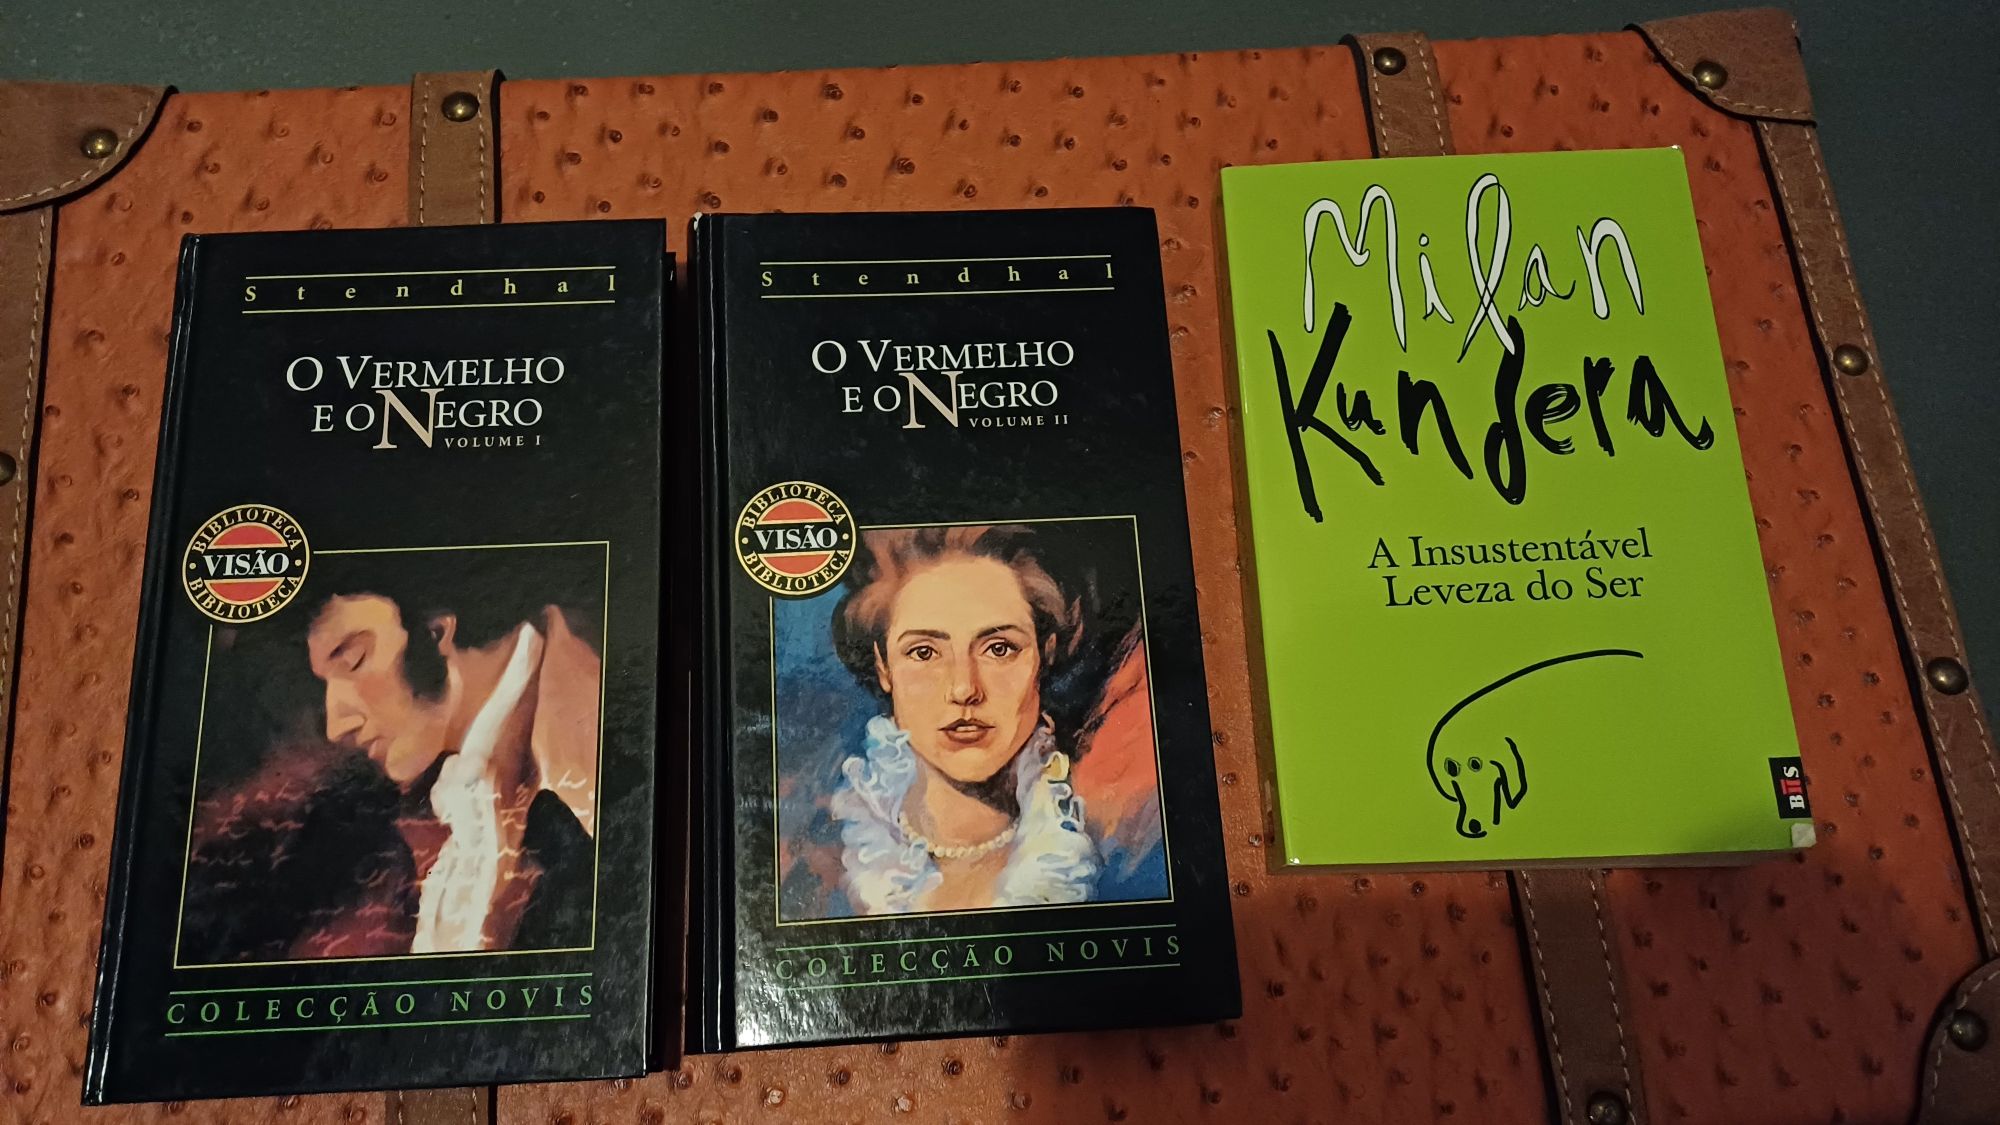 Stendhal
O VERMELHO
E O NEGRO
VOLUME I
BIBLIOTECA
VISÃO
BIBLIOTECA
COLECÇÃO NOVIS
Stendhal
O VERMELHO
E O NEGRO
VOLUME II
BIBLIOTECA
VISÃO
BIBLIOTECA
COLECÇÃO NOVIS
Milan
Kundera
A Insustentável
Leveza do Ser
BIIS